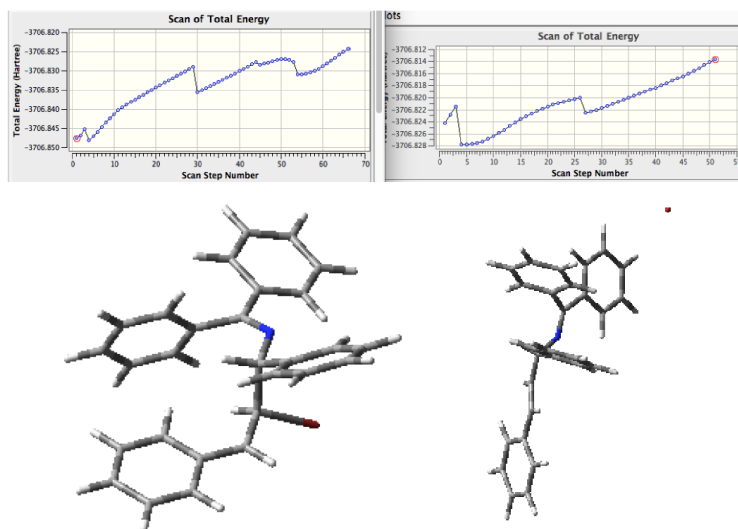 lots
Scan of Total Energy
Scan of Total Energy
Total Energy (Hartree)
-3706.820
-3706.825
-3706.830
-3706.835
-3706.840
-3706.845
-3706.850
0 10 20 30 40 50 60 70
Scan Step Number
-3706.812
-3706.814
-3706.816
-3706.818
-3706.820
-3706.822
-3706.824
-3706.826
-3706.828
0 5 10 15 20 25 30 35 40 45 50
Scan Step Number